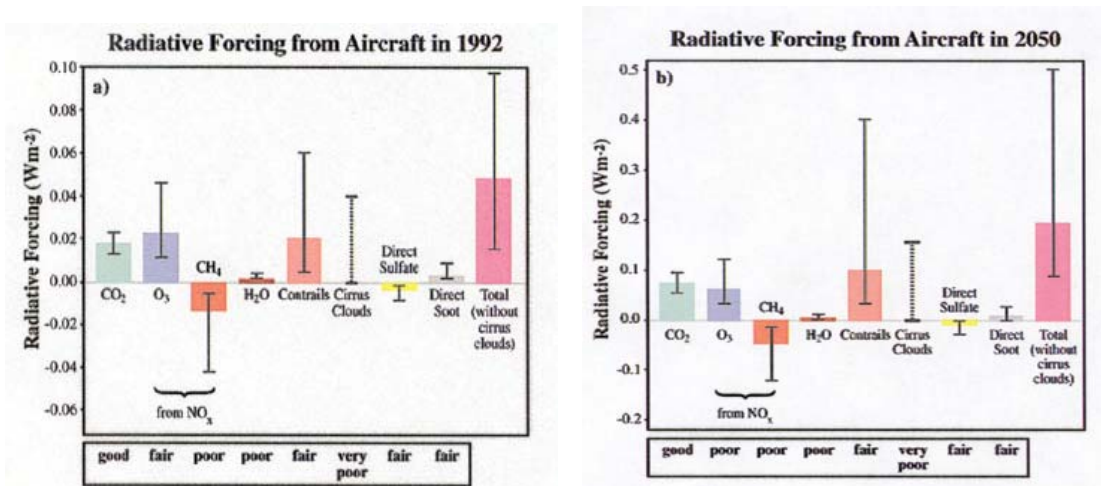 Radiative Forcing from Aircraft in 1992
a)
Radiative Forcing (Wm-2)
0.10
0.08
0.06
0.04
0.02
0.00
-0.02
-0.04
-0.06
CO2
O3
CH4
H2O
Contrails
Cirrus
Clouds
Direct
Sulfate
Direct
Soot
Total
(without
cirrus
clouds)
from NOx
good fair poor poor fair very poor fair fair
Radiative Forcing from Aircraft in 2050
b)
Radiative Forcing (Wm-2)
0.5
0.4
0.3
0.2
0.1
0.0
-0.1
-0.2
CO2
O3
CH4
H2O
Contrails
Cirrus
Clouds
Direct
Sulfate
Direct
Soot
Total
(without
cirrus
clouds)
from NOx
good poor poor poor fair very poor fair fair